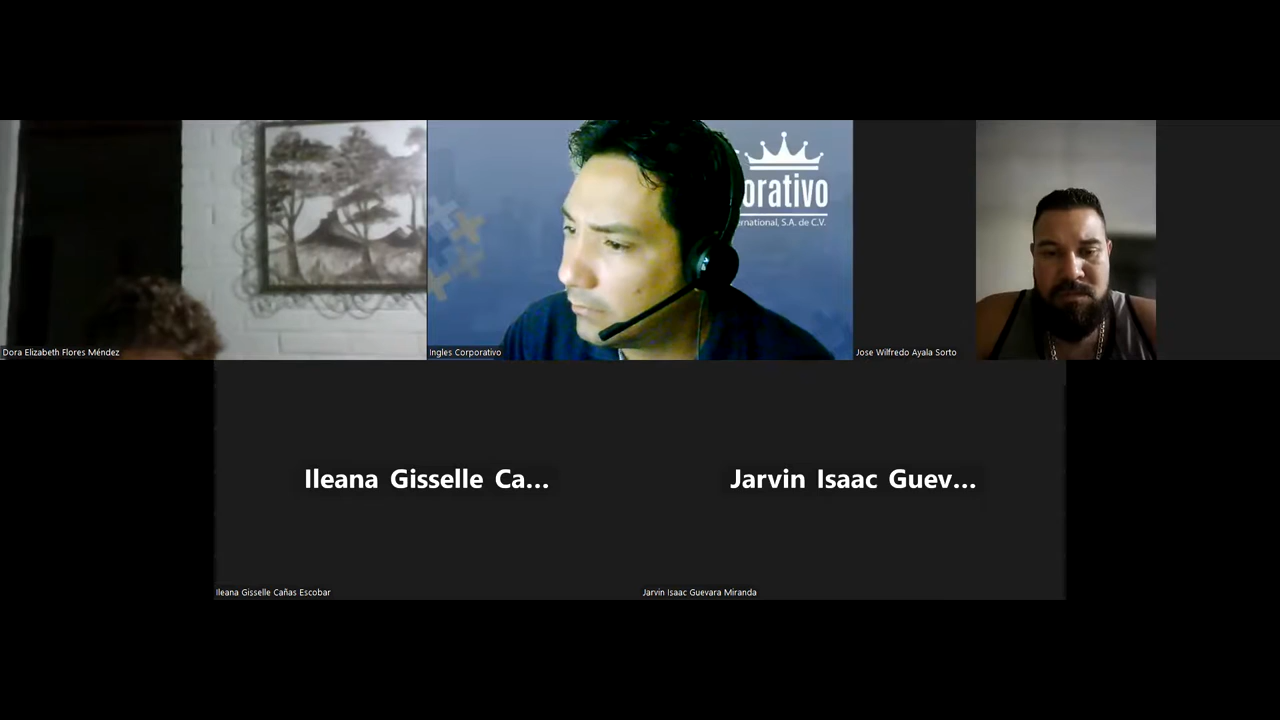 orativo
ernational, S.A. de C.V.
Dora Elizabeth Flores Méndez
Ingles Corporativo
Jose Wilfredo Ayala Sorto
Ileana Gisselle Ca...
Jarvin Isaac Guev...
Ileana Gisselle Cañas Escobar
Jarvin Isaac Guevara Miranda